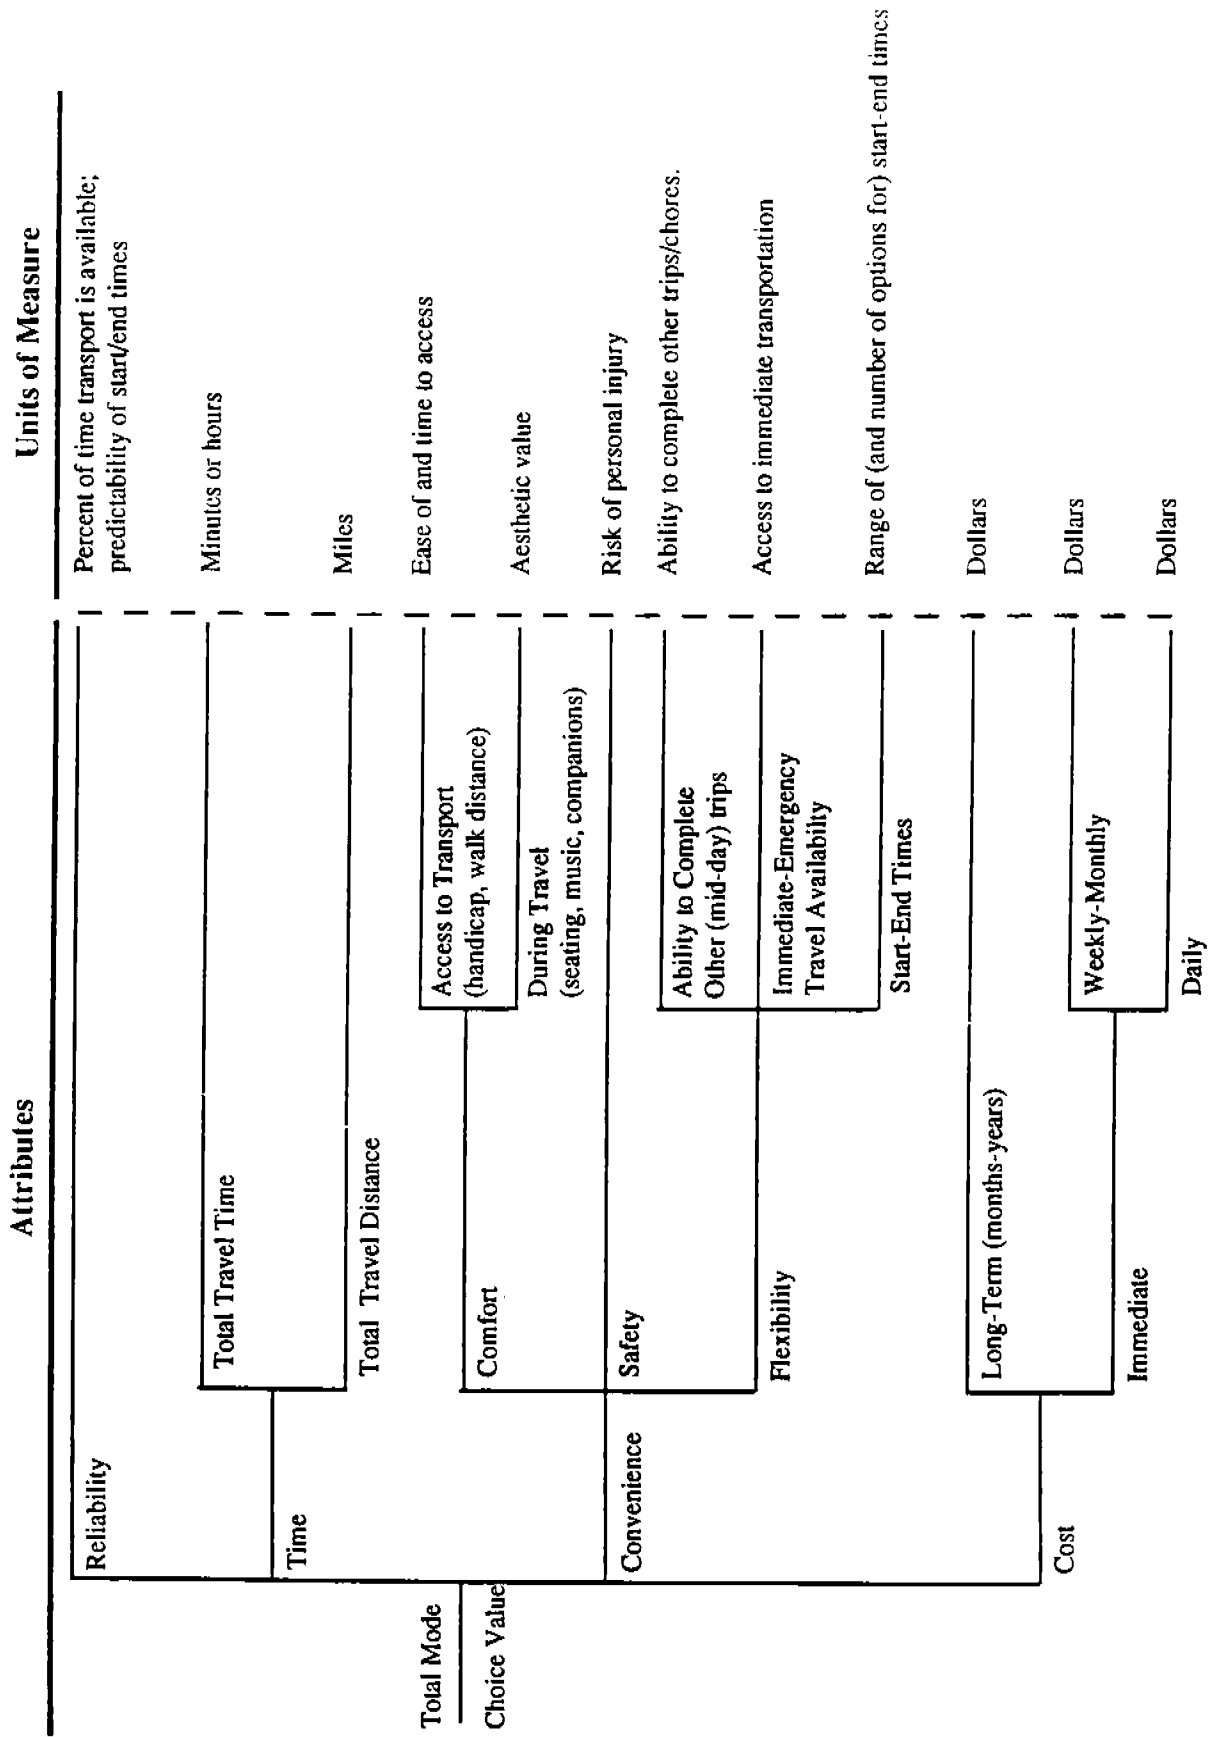 Attributes
Units of Measure
Reliability
Percent of time transport is available;
predictability of start/end times
Total Travel Time
Minutes or hours
Time
Total Travel Distance
Miles
Total Mode
Choice Value
Access to Transport
(handicap, walk distance)
Ease of and time to access
Comfort
During Travel
(seating, music, companions)
Aesthetic value
Convenience
Safety
Risk of personal injury
Ability to Complete
Other (mid-day) trips
Ability to complete other trips/chores.
Flexibility
Immediate-Emergency
Travel Availabilty
Access to immediate transportation
Start-End Times
Range of (and number of options for) start-end times
Long-Term (months-years)
Dollars
Cost
Weekly-Monthly
Dollars
Immediate
Daily
Dollars